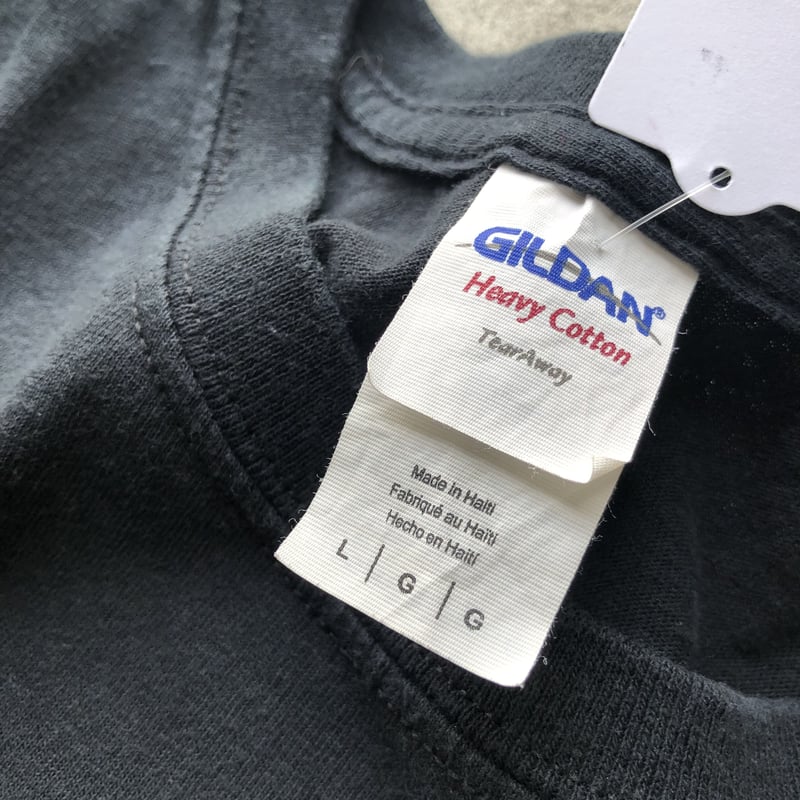 GILDAN®
Heavy Cotton
TearAway
Made in Haiti
Fabriqué au Haïti
Hecho en Haití
L | G | G